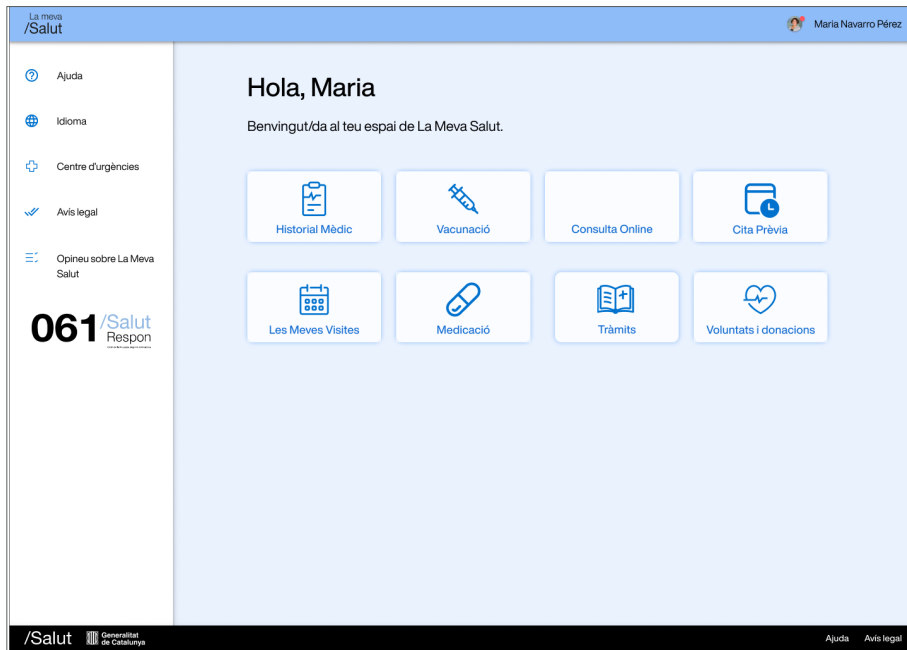 La meva
/Salut
Maria Navarro Pérez
Ajuda
Idioma
Centre d'urgències
Avís legal
Opineu sobre La Meva
Salut
061/Salut
Respon
Hola, Maria
Benvingut/da al teu espai de La Meva Salut.
Historial Mèdic
Vacunació
Consulta Online
Cita Prèvia
Les Meves Visites
Medicació
Tràmits
Voluntats i donacions
/Salut
Generalitat
de Catalunya
Ajuda
Avís legal